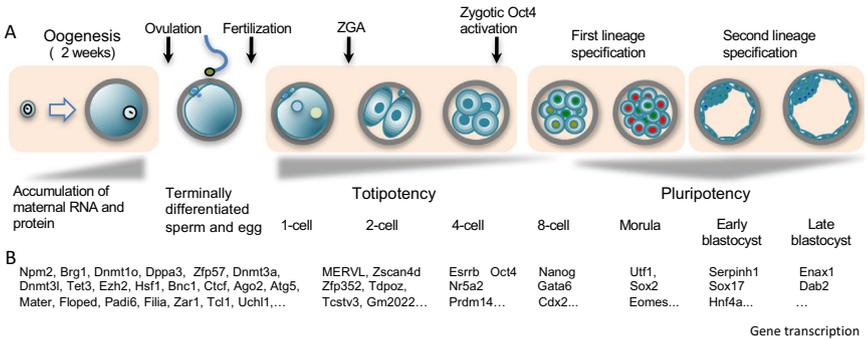 A
Oogenesis
( 2 weeks)
Ovulation
Fertilization
ZGA
Zygotic Oct4
activation
First lineage
specification
Second lineage
specification
Accumulation of
maternal RNA and
protein
Terminally
differentiated
sperm and egg
Totipotency
Pluripotency
1-cell
2-cell
4-cell
8-cell
Morula
Early
blastocyst
Late
blastocyst
B
Npm2, Brg1, Dnmt1o, Dppa3, Zfp57, Dnmt3a,
Dnmt3l, Tet3, Ezh2, Hsf1, Bnc1, Ctcf, Ago2, Atg5,
Mater, Floped, Padi6, Filia, Zar1, Tcl1, Uchl1,...
MERVL, Zscan4d
Zfp352, Tdpoz,
Tcstv3, Gm2022...
Esrrb Oct4
Nr5a2
Prdm14...
Nanog
Gata6
Cdx2...
Utf1,
Sox2
Eomes...
Serpinh1
Sox17
Hnf4a...
Enax1
Dab2
...
Gene transcription